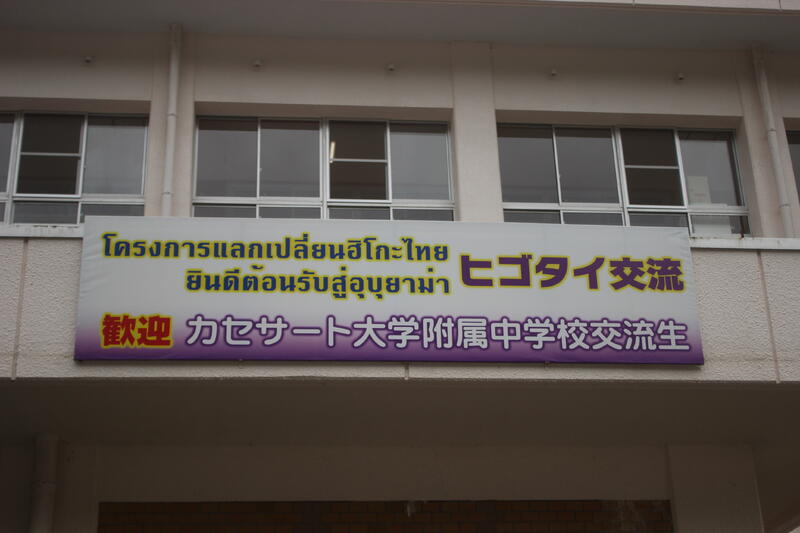 โครงการแลกเปลี่ยนฮิโกะไทย
ยินดีต้อนรับสู่อุบุยาม่า
ヒゴタイ交流
歓迎 カセサート大学附属中学校交流生